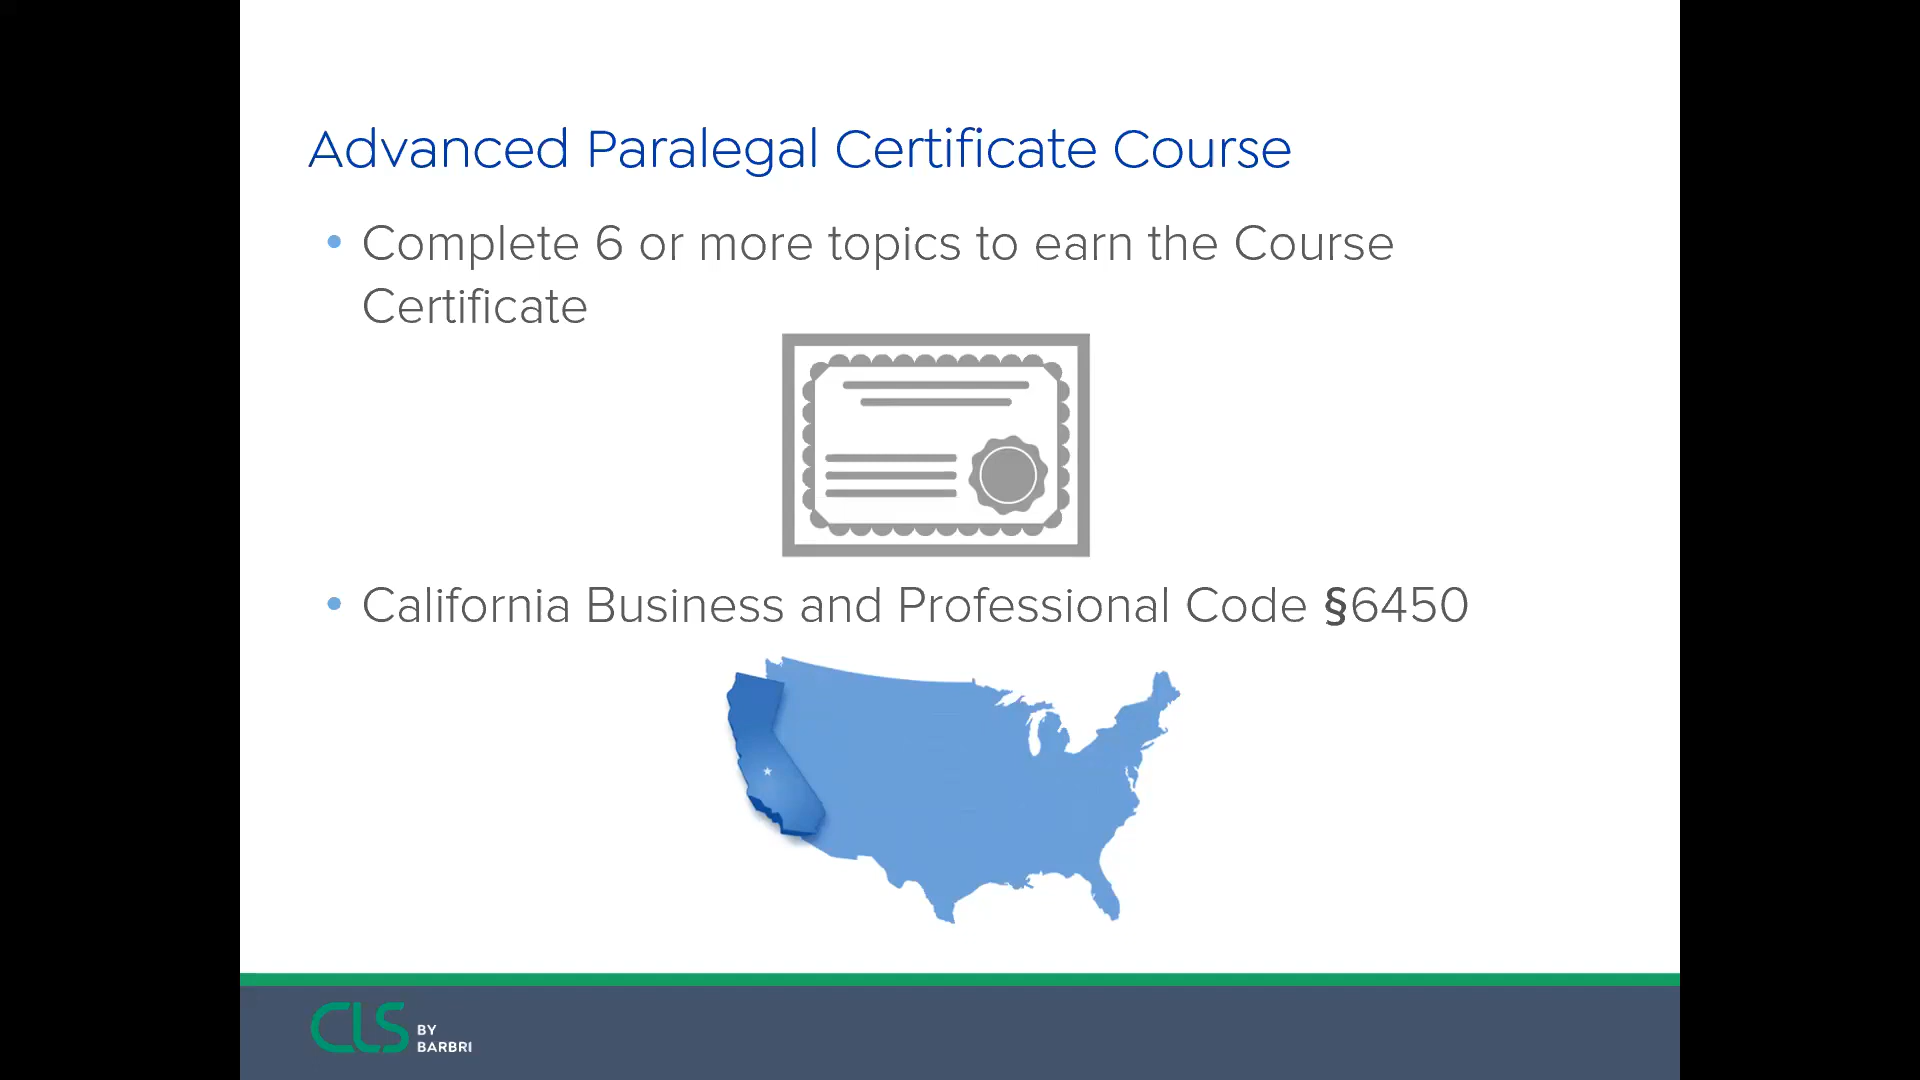 Advanced Paralegal Certificate Course
• Complete 6 or more topics to earn the Course
Certificate
• California Business and Professional Code §6450
CLS BY
BARBRI